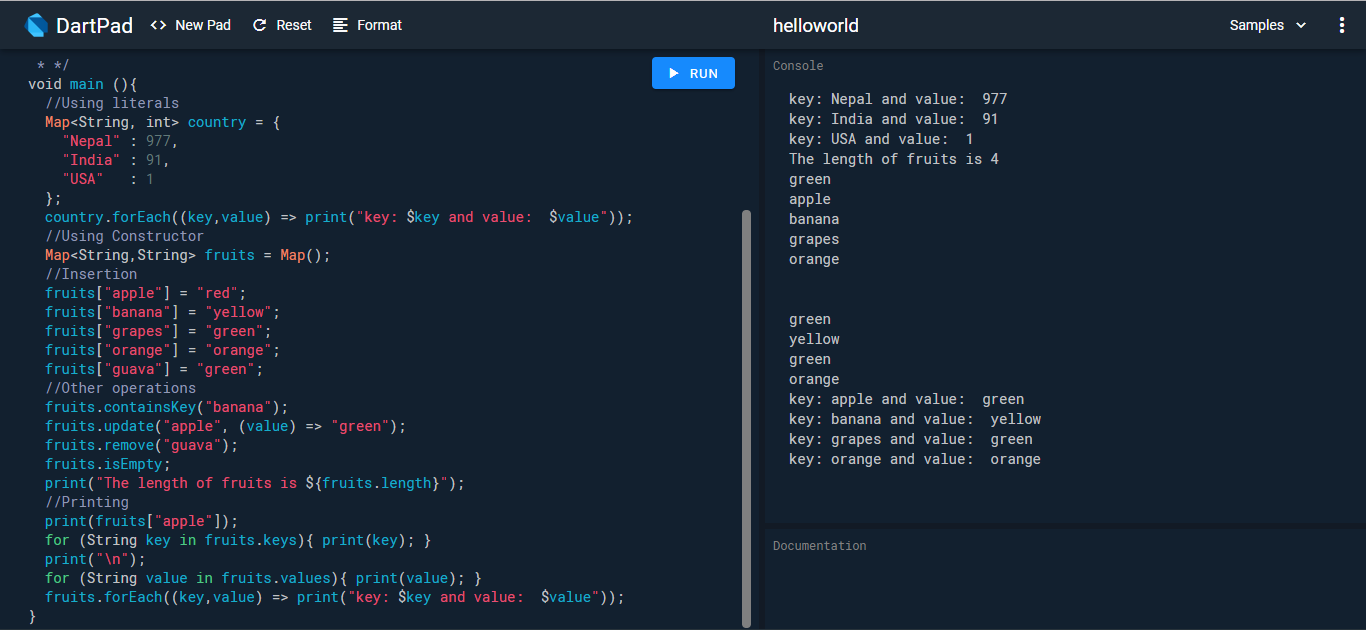 DartPad <> New Pad Reset Format helloworld Samples
* */
void main (){
//Using literals
Map<String, int> country = {
"Nepal" : 977,
"India" : 91,
"USA" : 1
};
country.forEach((key,value) => print("key: $key and value:  $value"));
//Using Constructor
Map<String,String> fruits = Map();
//Insertion
fruits["apple"] = "red";
fruits["banana"] = "yellow";
fruits["grapes"] = "green";
fruits["orange"] = "orange";
fruits["guava"] = "green";
//Other operations
fruits.containsKey("banana");
fruits.update("apple", (value) => "green");
fruits.remove("guava");
fruits.isEmpty;
print("The length of fruits is ${fruits.length}");
//Printing
print(fruits["apple"]);
for (String key in fruits.keys){ print(key); }
print("\n");
for (String value in fruits.values){ print(value); }
fruits.forEach((key,value) => print("key: $key and value:  $value"));
}
RUN
Console
key: Nepal and value:  977
key: India and value:  91
key: USA and value:  1
The length of fruits is 4
green
apple
banana
grapes
orange
green
yellow
green
orange
key: apple and value:  green
key: banana and value:  yellow
key: grapes and value:  green
key: orange and value:  orange
Documentation